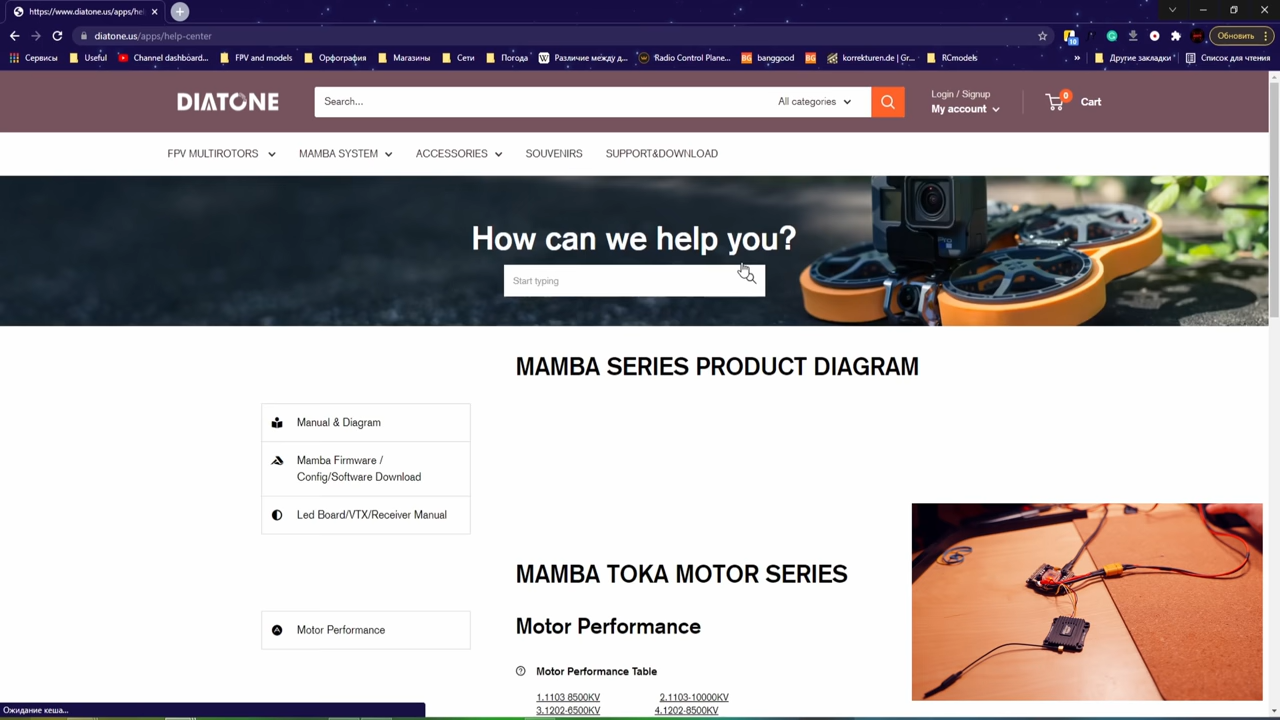 https://www.diatone.us/apps/hel
diatone.us/apps/help-center
Обновить
Сервисы
Useful
Channel dashboard...
FPV and models
Орфография
Магазины
Сети
Погода
Различие между д...
Radio Control Plane...
banggood
korrekturen.de | Gr...
RCmodels
»
Другие закладки
Список для чтения
DIATONE
Search...
All categories
Login / Signup
My account
0
Cart
FPV MULTIROTORS
MAMBA SYSTEM
ACCESSORIES
SOUVENIRS
SUPPORT&DOWNLOAD
How can we help you?
Start typing
MAMBA SERIES PRODUCT DIAGRAM
Manual & Diagram
Mamba Firmware /
Config/Software Download
Led Board/VTX/Receiver Manual
MAMBA TOKA MOTOR SERIES
Motor Performance
Motor Performance
Motor Performance Table
1.1103 8500KV
2.1103-10000KV
3.1202-6500KV
4.1202-8500KV
Ожидание кеша...